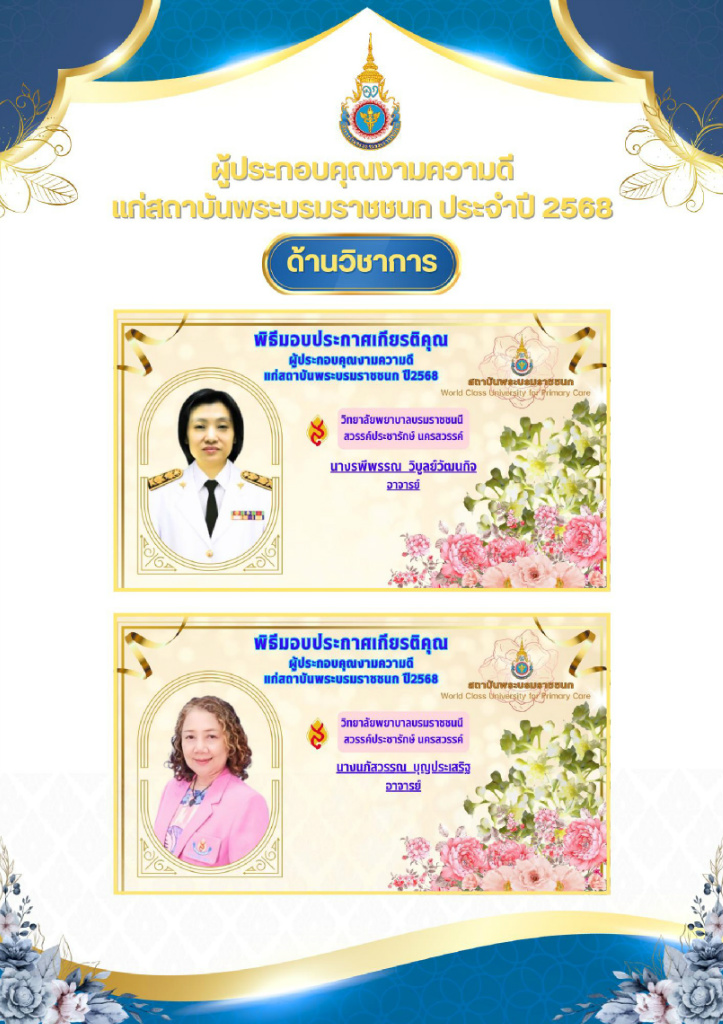 ผู้ประกอบคุณงามความดี
แก่สถาบันพระบรมราชชนก ประจำปี 2568
ด้านวิชาการ
พิธีมอบประกาศเกียรติคุณ
ผู้ประกอบคุณงามความดี
แก่สถาบันพระบรมราชชนก ปี2568
สถาบันพระบรมราชชนก
World Class University for Primary Care
วิทยาลัยพยาบาลบรมราชชนนี
สวรรค์ประชารักษ์ นครสวรรค์
นางรพีพรรณ วิบูลย์วัฒนกิจ
อาจารย์
พิธีมอบประกาศเกียรติคุณ
ผู้ประกอบคุณงามความดี
แก่สถาบันพระบรมราชชนก ปี2568
สถาบันพระบรมราชชนก
World Class University for Primary Care
วิทยาลัยพยาบาลบรมราชชนนี
สวรรค์ประชารักษ์ นครสวรรค์
นางนภัสวรรณ บุญประเสริฐ
อาจารย์